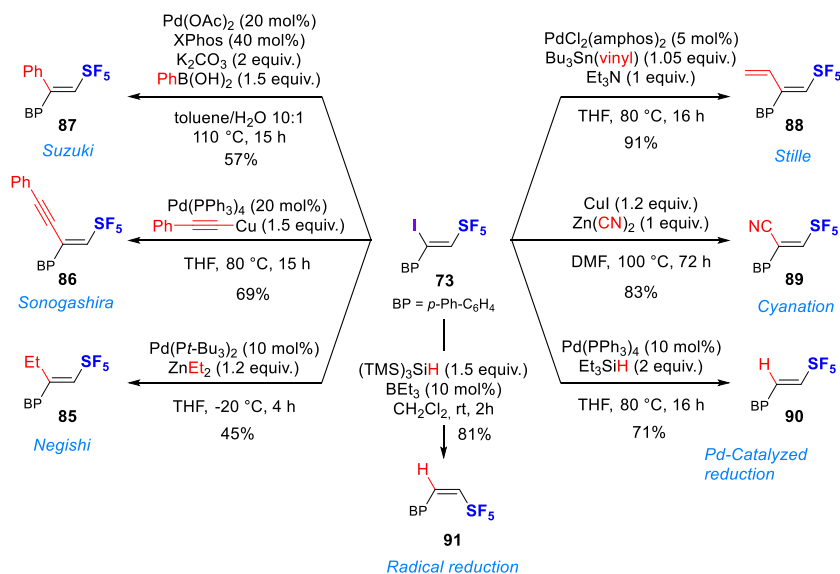 Pd(OAc)2 (20 mol%)
XPhos (40 mol%)
K2CO3 (2 equiv.)
PhB(OH)2 (1.5 equiv.)
toluene/H2O 10:1
110 °C, 15 h
57%
Ph
SF5
BP
87
Suzuki
PdCl2(amphos)2 (5 mol%)
Bu3Sn(vinyl) (1.05 equiv.)
Et3N (1 equiv.)
THF, 80 °C, 16 h
91%
SF5
BP
88
Stille
Ph
SF5
BP
86
Sonogashira
Pd(PPh3)4 (20 mol%)
Ph Cu (1.5 equiv.)
THF, 80 °C, 15 h
69%
I
SF5
BP
73
BP = p-Ph-C6H4
CuI (1.2 equiv.)
Zn(CN)2 (1 equiv.)
DMF, 100 °C, 72 h
83%
NC
SF5
BP
89
Cyanation
Et
SF5
BP
85
Negishi
Pd(Pt-Bu3)2 (10 mol%)
ZnEt2 (1.2 equiv.)
THF, -20 °C, 4 h
45%
(TMS)3SiH (1.5 equiv.)
BEt3 (10 mol%)
CH2Cl2, rt, 2h
81%
Pd(PPh3)4 (10 mol%)
Et3SiH (2 equiv.)
THF, 80 °C, 16 h
71%
H
SF5
BP
90
Pd-Catalyzed
reduction
H
BP
SF5
91
Radical reduction